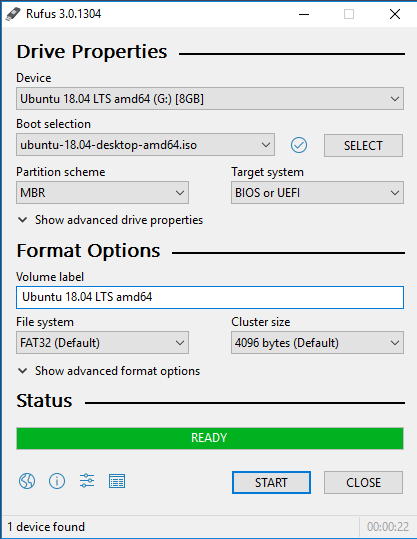 Rufus 3.0.1304
Drive Properties
Device
Ubuntu 18.04 LTS amd64 (G:) [8GB]
Boot selection
ubuntu-18.04-desktop-amd64.iso
SELECT
Partition scheme
Target system
MBR
BIOS or UEFI
Show advanced drive properties
Format Options
Volume label
Ubuntu 18.04 LTS amd64
File system
Cluster size
FAT32 (Default)
4096 bytes (Default)
Show advanced format options
Status
READY
START
CLOSE
1 device found
00:00:22